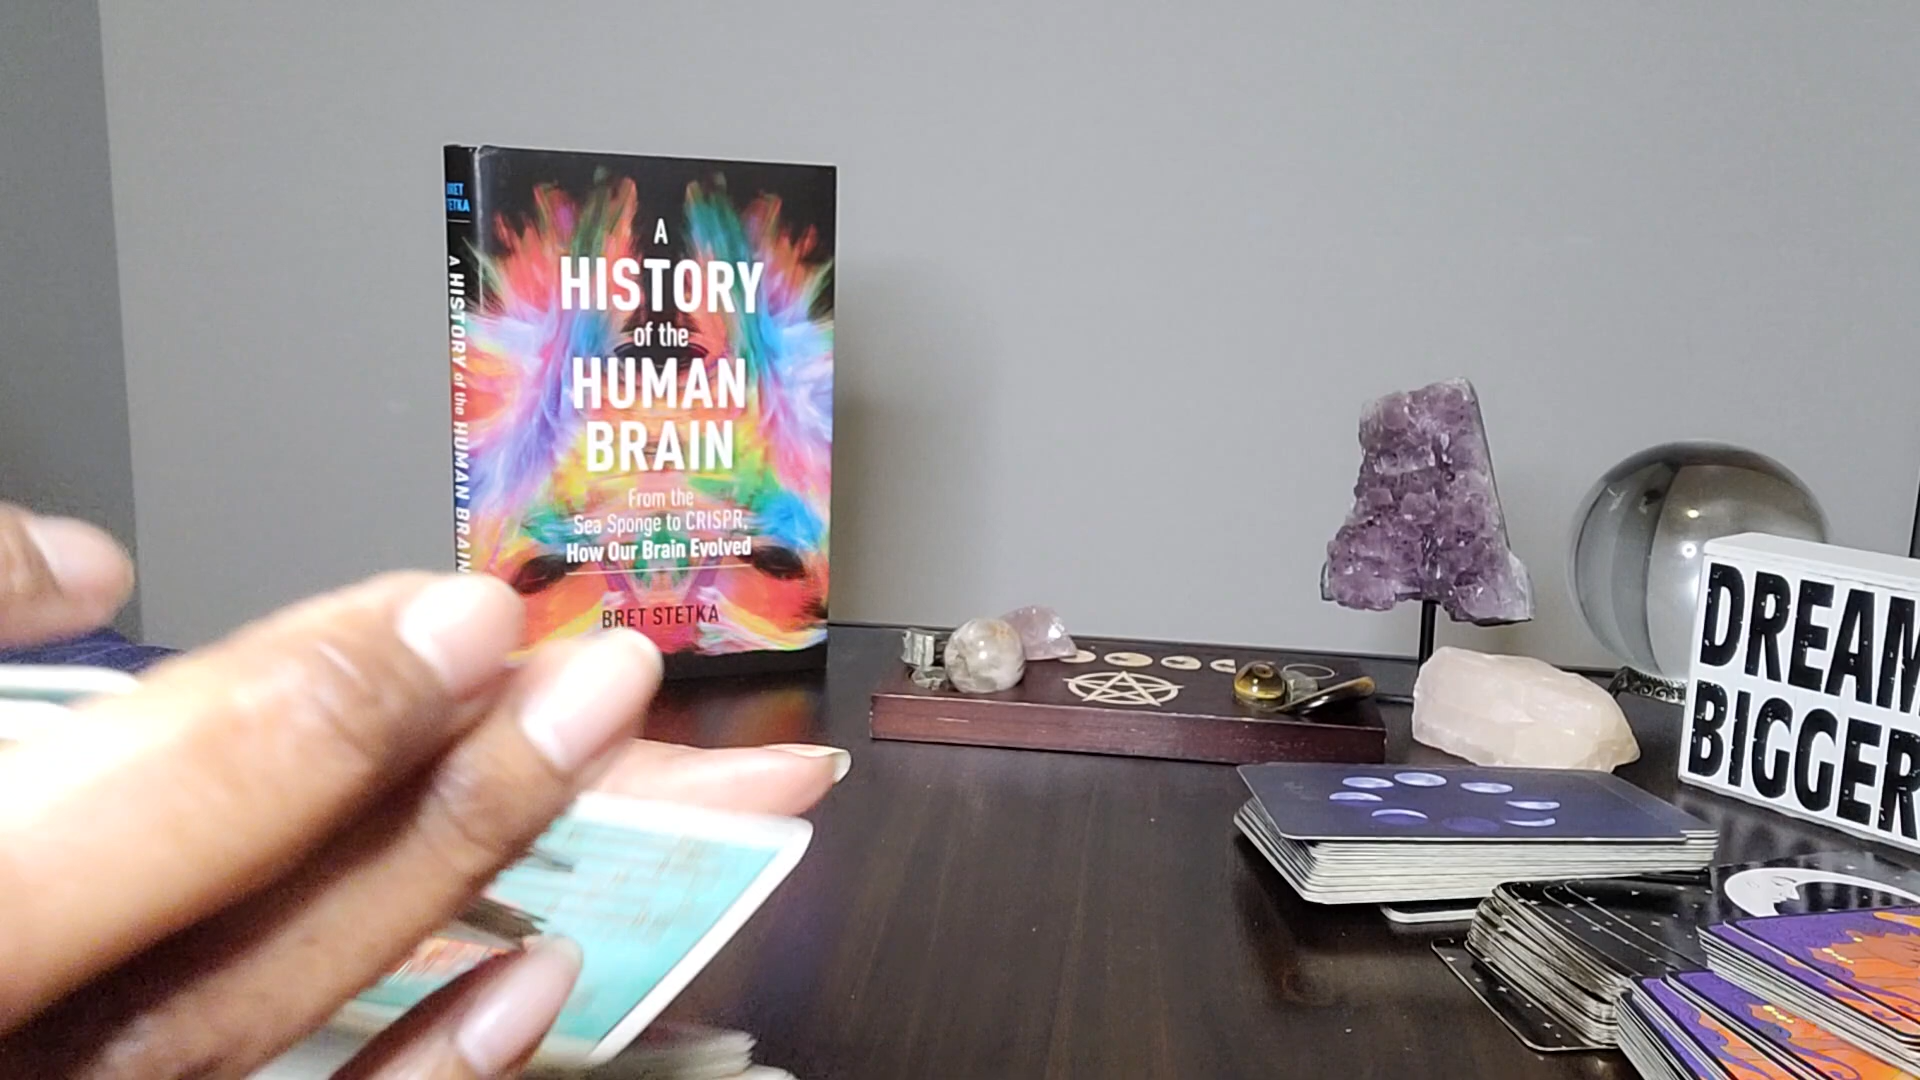 BRET
STETKA
A HISTORY of the HUMAN BRAIN
A
HISTORY
of the
HUMAN
BRAIN
From the
Sea Sponge to CRISPR,
How Our Brain Evolved
BRET STETKA
DREAM
BIGGER